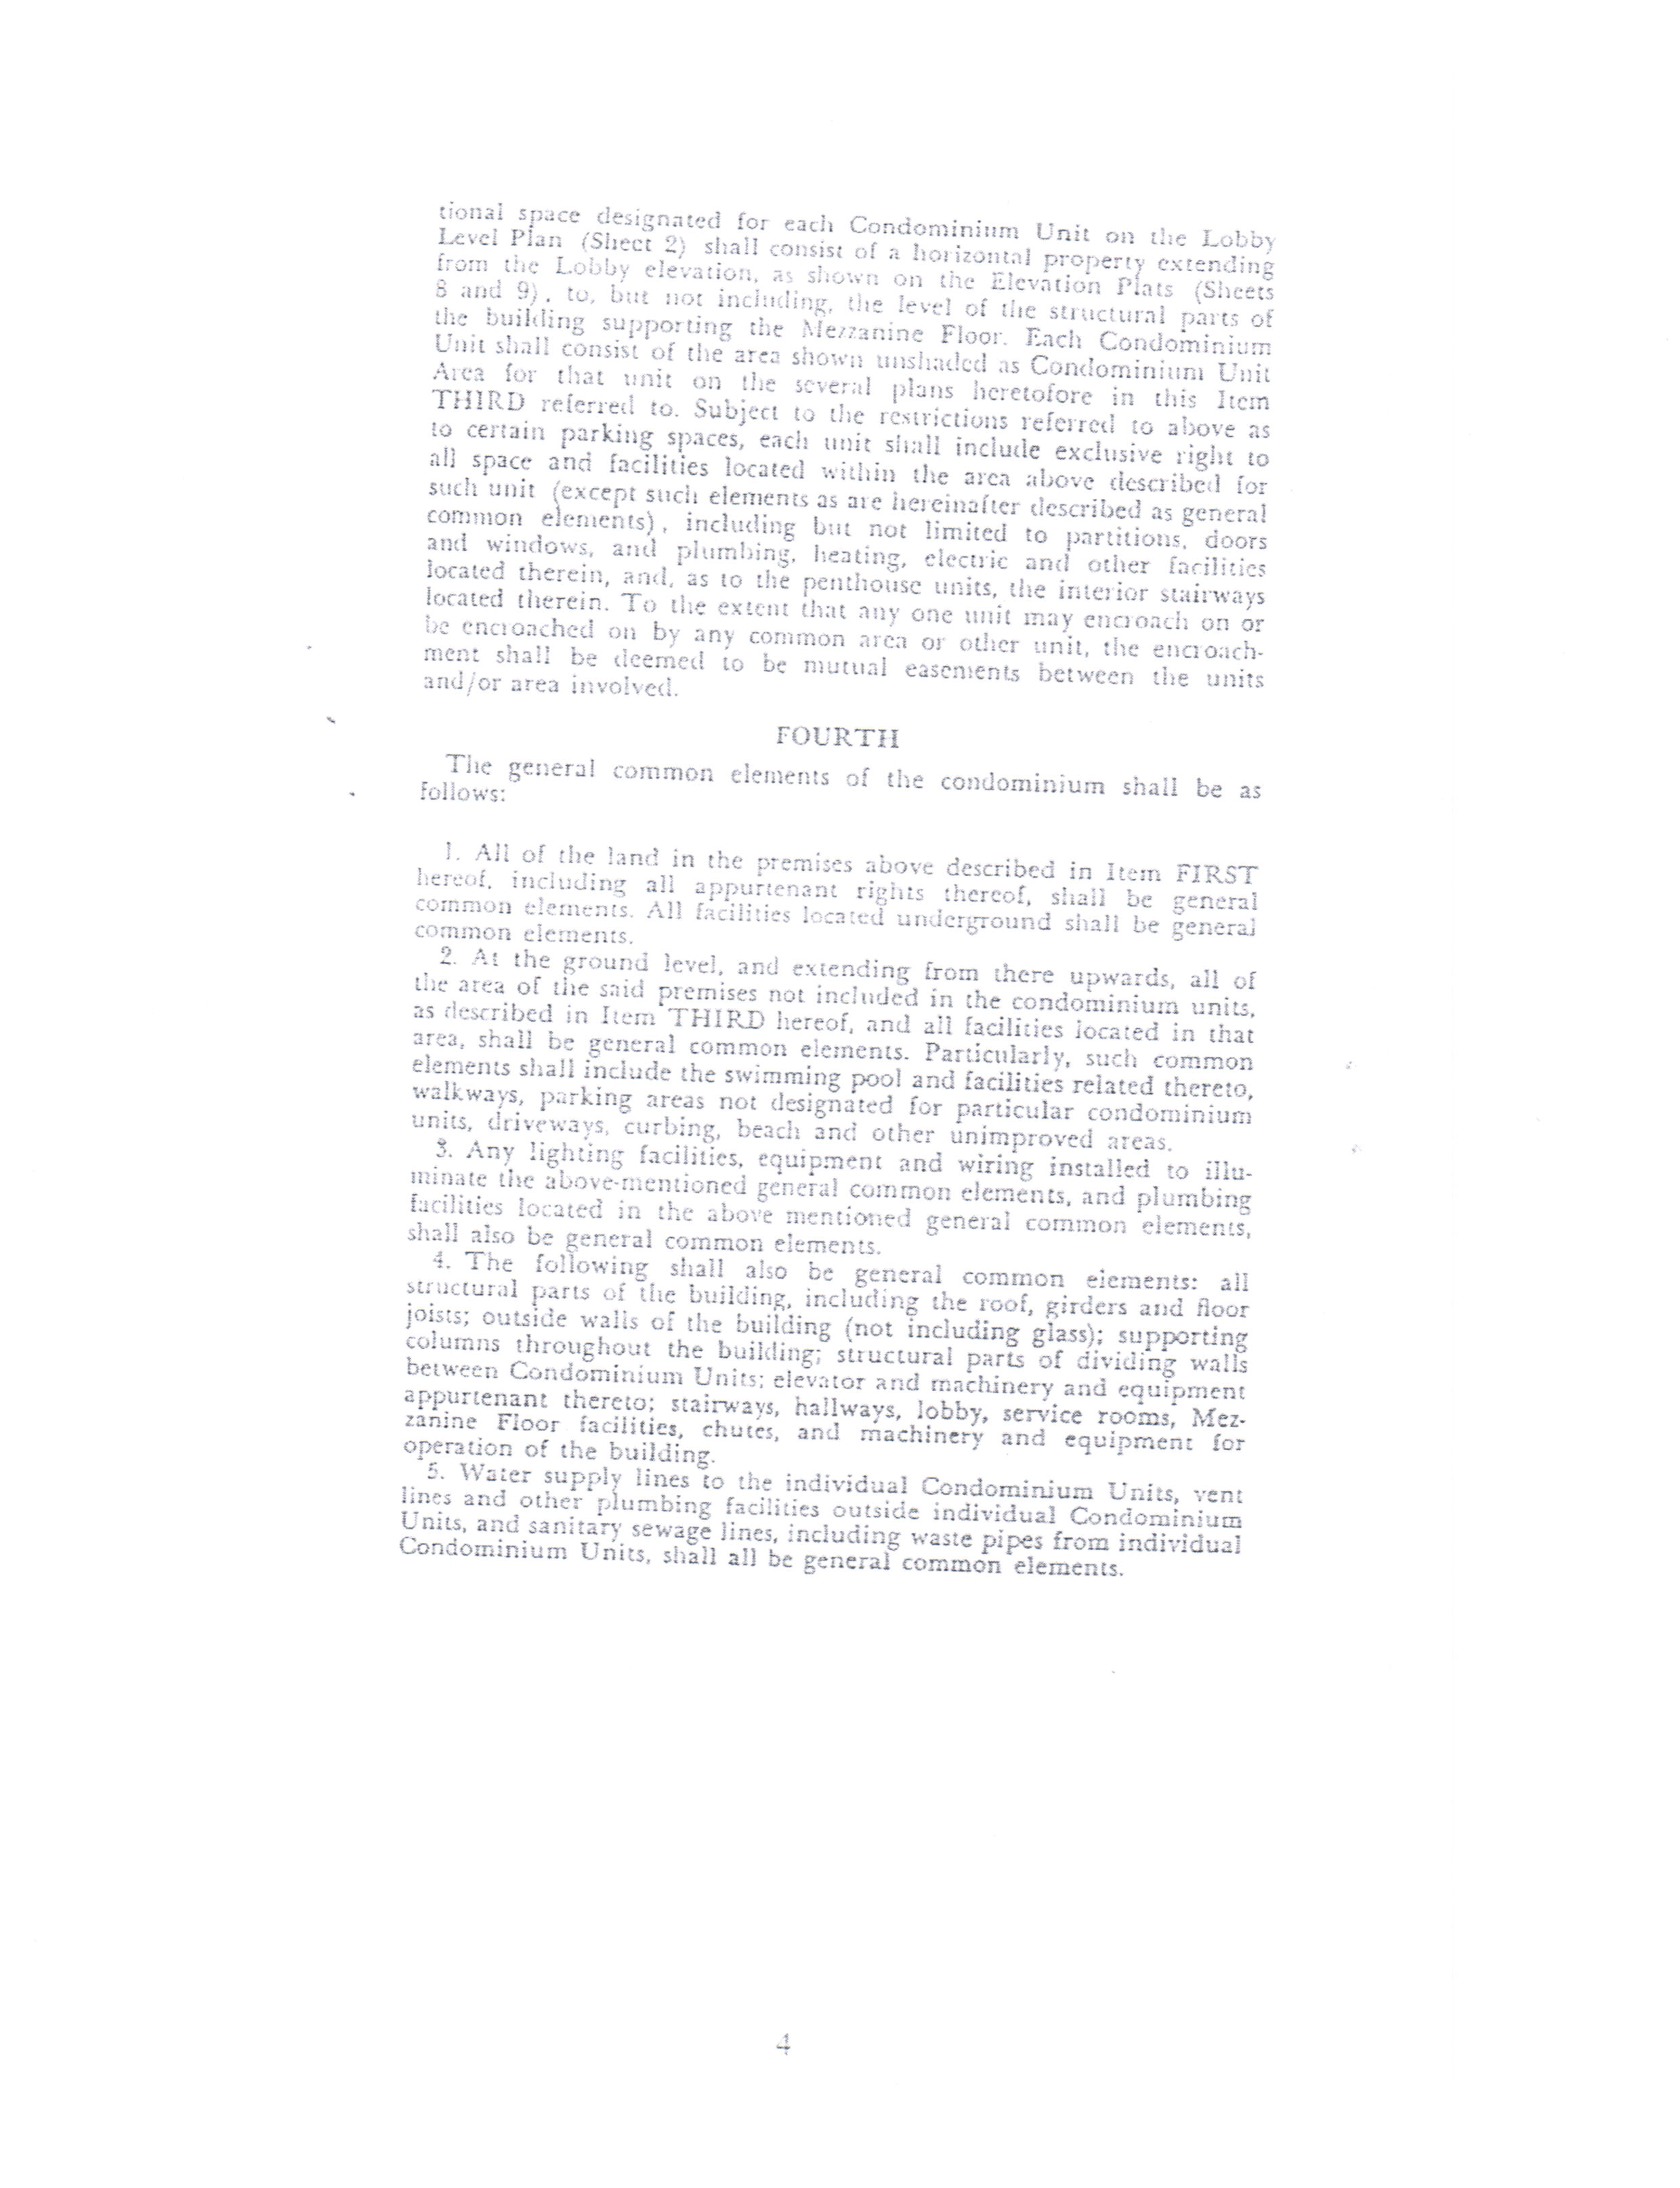 tional space designated for each Condominium Unit on the Lobby
Level Plan (Sheet 2) shall consist of a horizontal property extending
from the Lobby elevation, as shown on the Elevation Plats (Sheets
8 and 9), to, but not including, the level of the structural parts of
the building supporting the Mezzanine Floor. Each Condominium
Unit shall consist of the area shown unshaded as Condominium Unit
Area for that unit on the several plans heretofore in this Item
THIRD referred to. Subject to the restrictions referred to above as
to certain parking spaces, each unit shall include exclusive right to
all space and facilities located within the area above described for
such unit (except such elements as are hereinafter described as general
common elements), including but not limited to partitions, doors
and windows, and plumbing, heating, electric and other facilities
located therein, and, as to the penthouse units, the interior stairways
located therein. To the extent that any one unit may encroach on or
be encroached on by any common area or other unit, the encroach-
ment shall be deemed to be mutual easements between the units
and/or area involved.
FOURTH
The general common elements of the condominium shall be as
follows:
1. All of the land in the premises above described in Item FIRST
hereof, including all appurtenant rights thereof, shall be general
common elements. All facilities located underground shall be general
common elements.
2. At the ground level, and extending from there upwards, all of
the area of the said premises not included in the condominium units,
as described in Item THIRD hereof, and all facilities located in that
area, shall be general common elements. Particularly, such common
elements shall include the swimming pool and facilities related thereto,
walkways, parking areas not designated for particular condominium
units, driveways, curbing, beach and other unimproved areas.
3. Any lighting facilities, equipment and wiring installed to illu-
minate the above-mentioned general common elements, and plumbing
facilities located in the above mentioned general common elements,
shall also be general common elements.
4. The following shall also be general common elements: all
structural parts of the building, including the roof, girders and floor
joists; outside walls of the building (not including glass); supporting
columns throughout the building; structural parts of dividing walls
between Condominium Units; elevator and machinery and equipment
appurtenant thereto; stairways, hallways, lobby, service rooms, Mez-
zanine Floor facilities, chutes, and machinery and equipment for
operation of the building.
5. Water supply lines to the individual Condominium Units, vent
lines and other plumbing facilities outside individual Condominium
Units, and sanitary sewage lines, including waste pipes from individual
Condominium Units, shall all be general common elements.
4